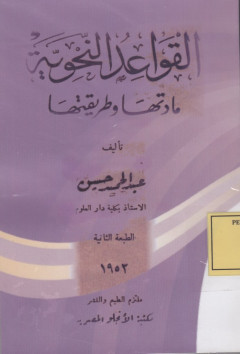 القواعد النحوية
مادتها وطريقتها
تأليف
عبد الحميد حسن
الأستاذ بكلية دار العلوم
الطبعة الثانية
١٩٥٢
ملتزم الطبع والنشر
مكتبة الأنجلو المصرية